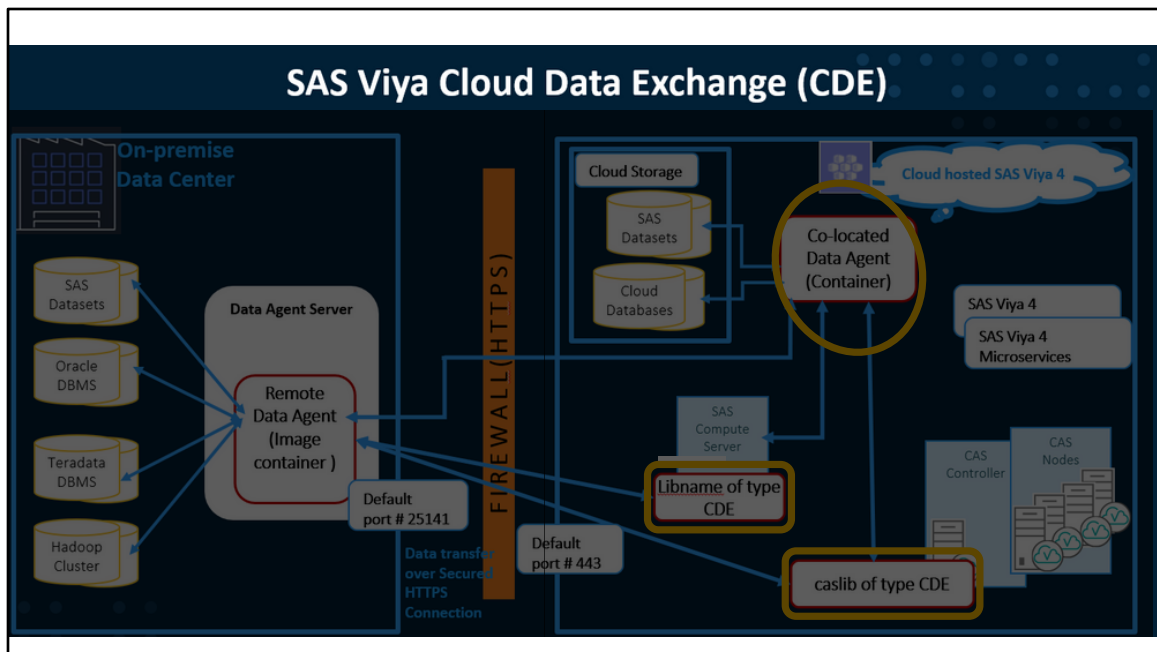 SAS Viya Cloud Data Exchange (CDE)
On-premise
Data Center
SAS
Datasets
Oracle
DBMS
Teradata
DBMS
Hadoop
Cluster
Data Agent Server
Remote
Data Agent
(Image
container )
Default
port # 25141
Data transfer
over Secured
HTTPS
Connection
FIREWALL(HTTPS)
Default
port # 443
Cloud Storage
SAS
Datasets
Cloud
Databases
Cloud hosted SAS Viya 4
Co-located
Data Agent
(Container)
SAS Viya 4
SAS Viya 4
Microservices
SAS
Compute
Server
Libname of type
CDE
CAS
Controller
CAS
Nodes
caslib of type CDE